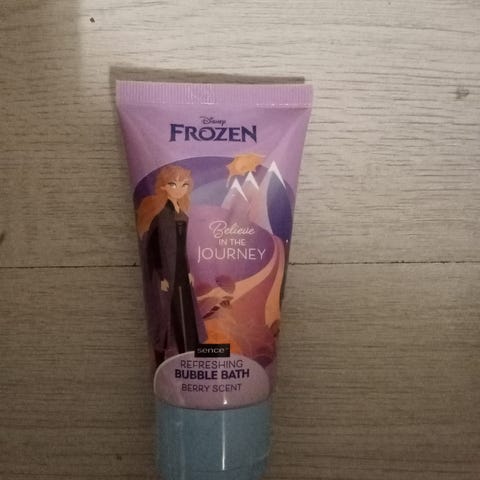 Disney
FROZEN
Believe
IN THE
JOURNEY
sence
REFRESHING
BUBBLE BATH
BERRY SCENT